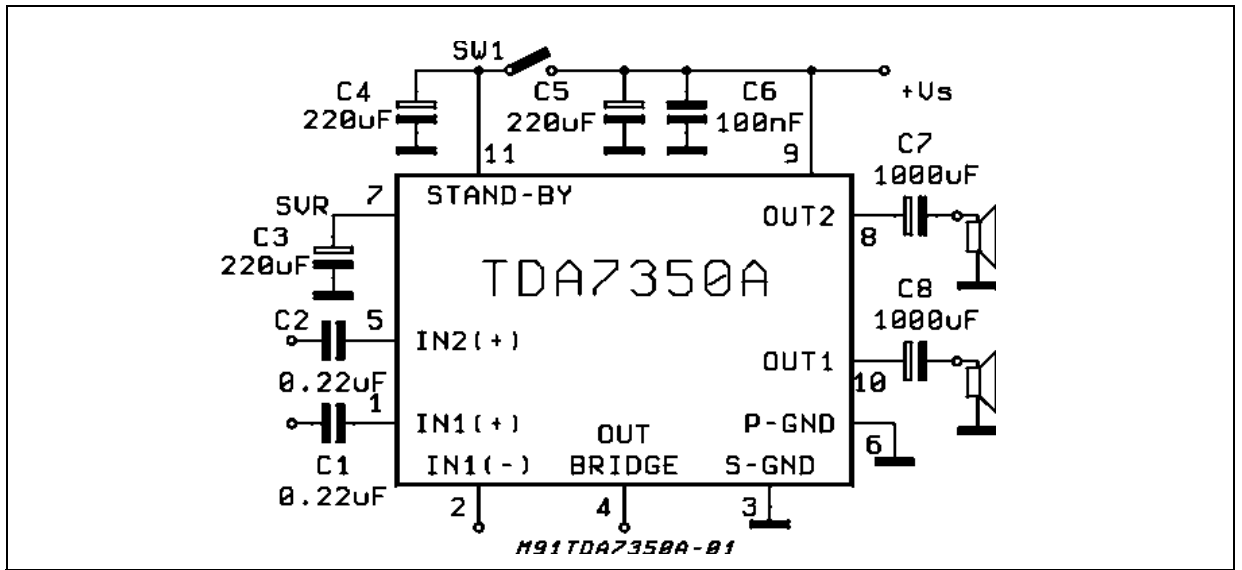 SW1
C4
220uF
C5
220uF
C6
100nF
+Vs
11
9
C7
1000uF
7
STAND-BY
SVR
OUT2
8
C3
220uF
TDA7350A
C8
1000uF
C2
5
IN2(+)
0.22uF
OUT1
10
1
IN1(+)
OUT
BRIDGE
P-GND
6
C1
0.22uF
IN1(-)
S-GND
2
4
3
M91TDA7350A-01